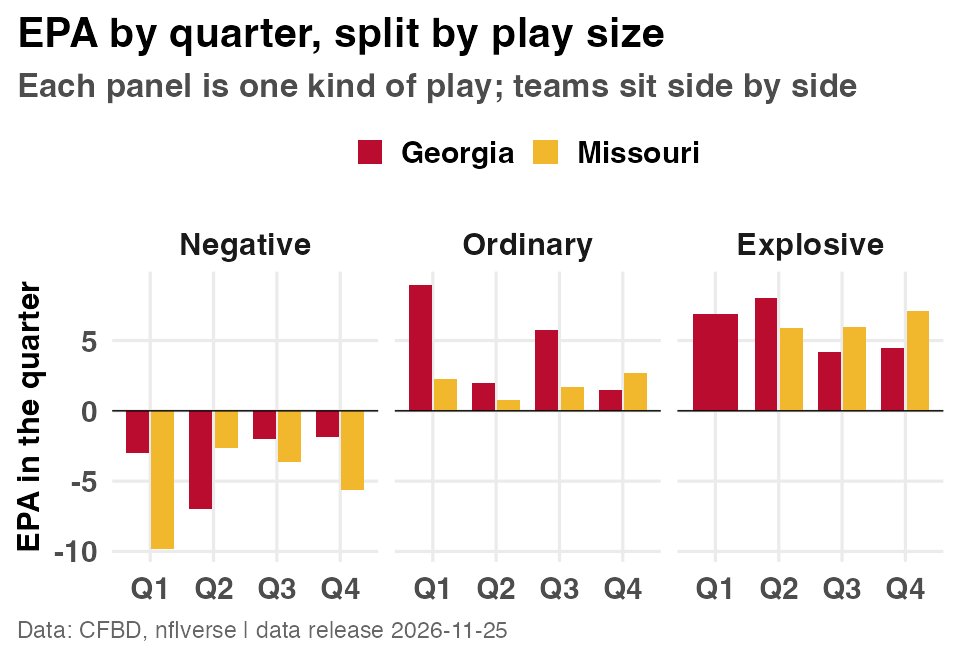 EPA by quarter, split by play size
Each panel is one kind of play; teams sit side by side
Georgia Missouri
Negative Ordinary Explosive
EPA in the quarter
5
0
-5
-10
Q1 Q2 Q3 Q4 Q1 Q2 Q3 Q4 Q1 Q2 Q3 Q4
Data: CFBD, nflverse | data release 2026-11-25